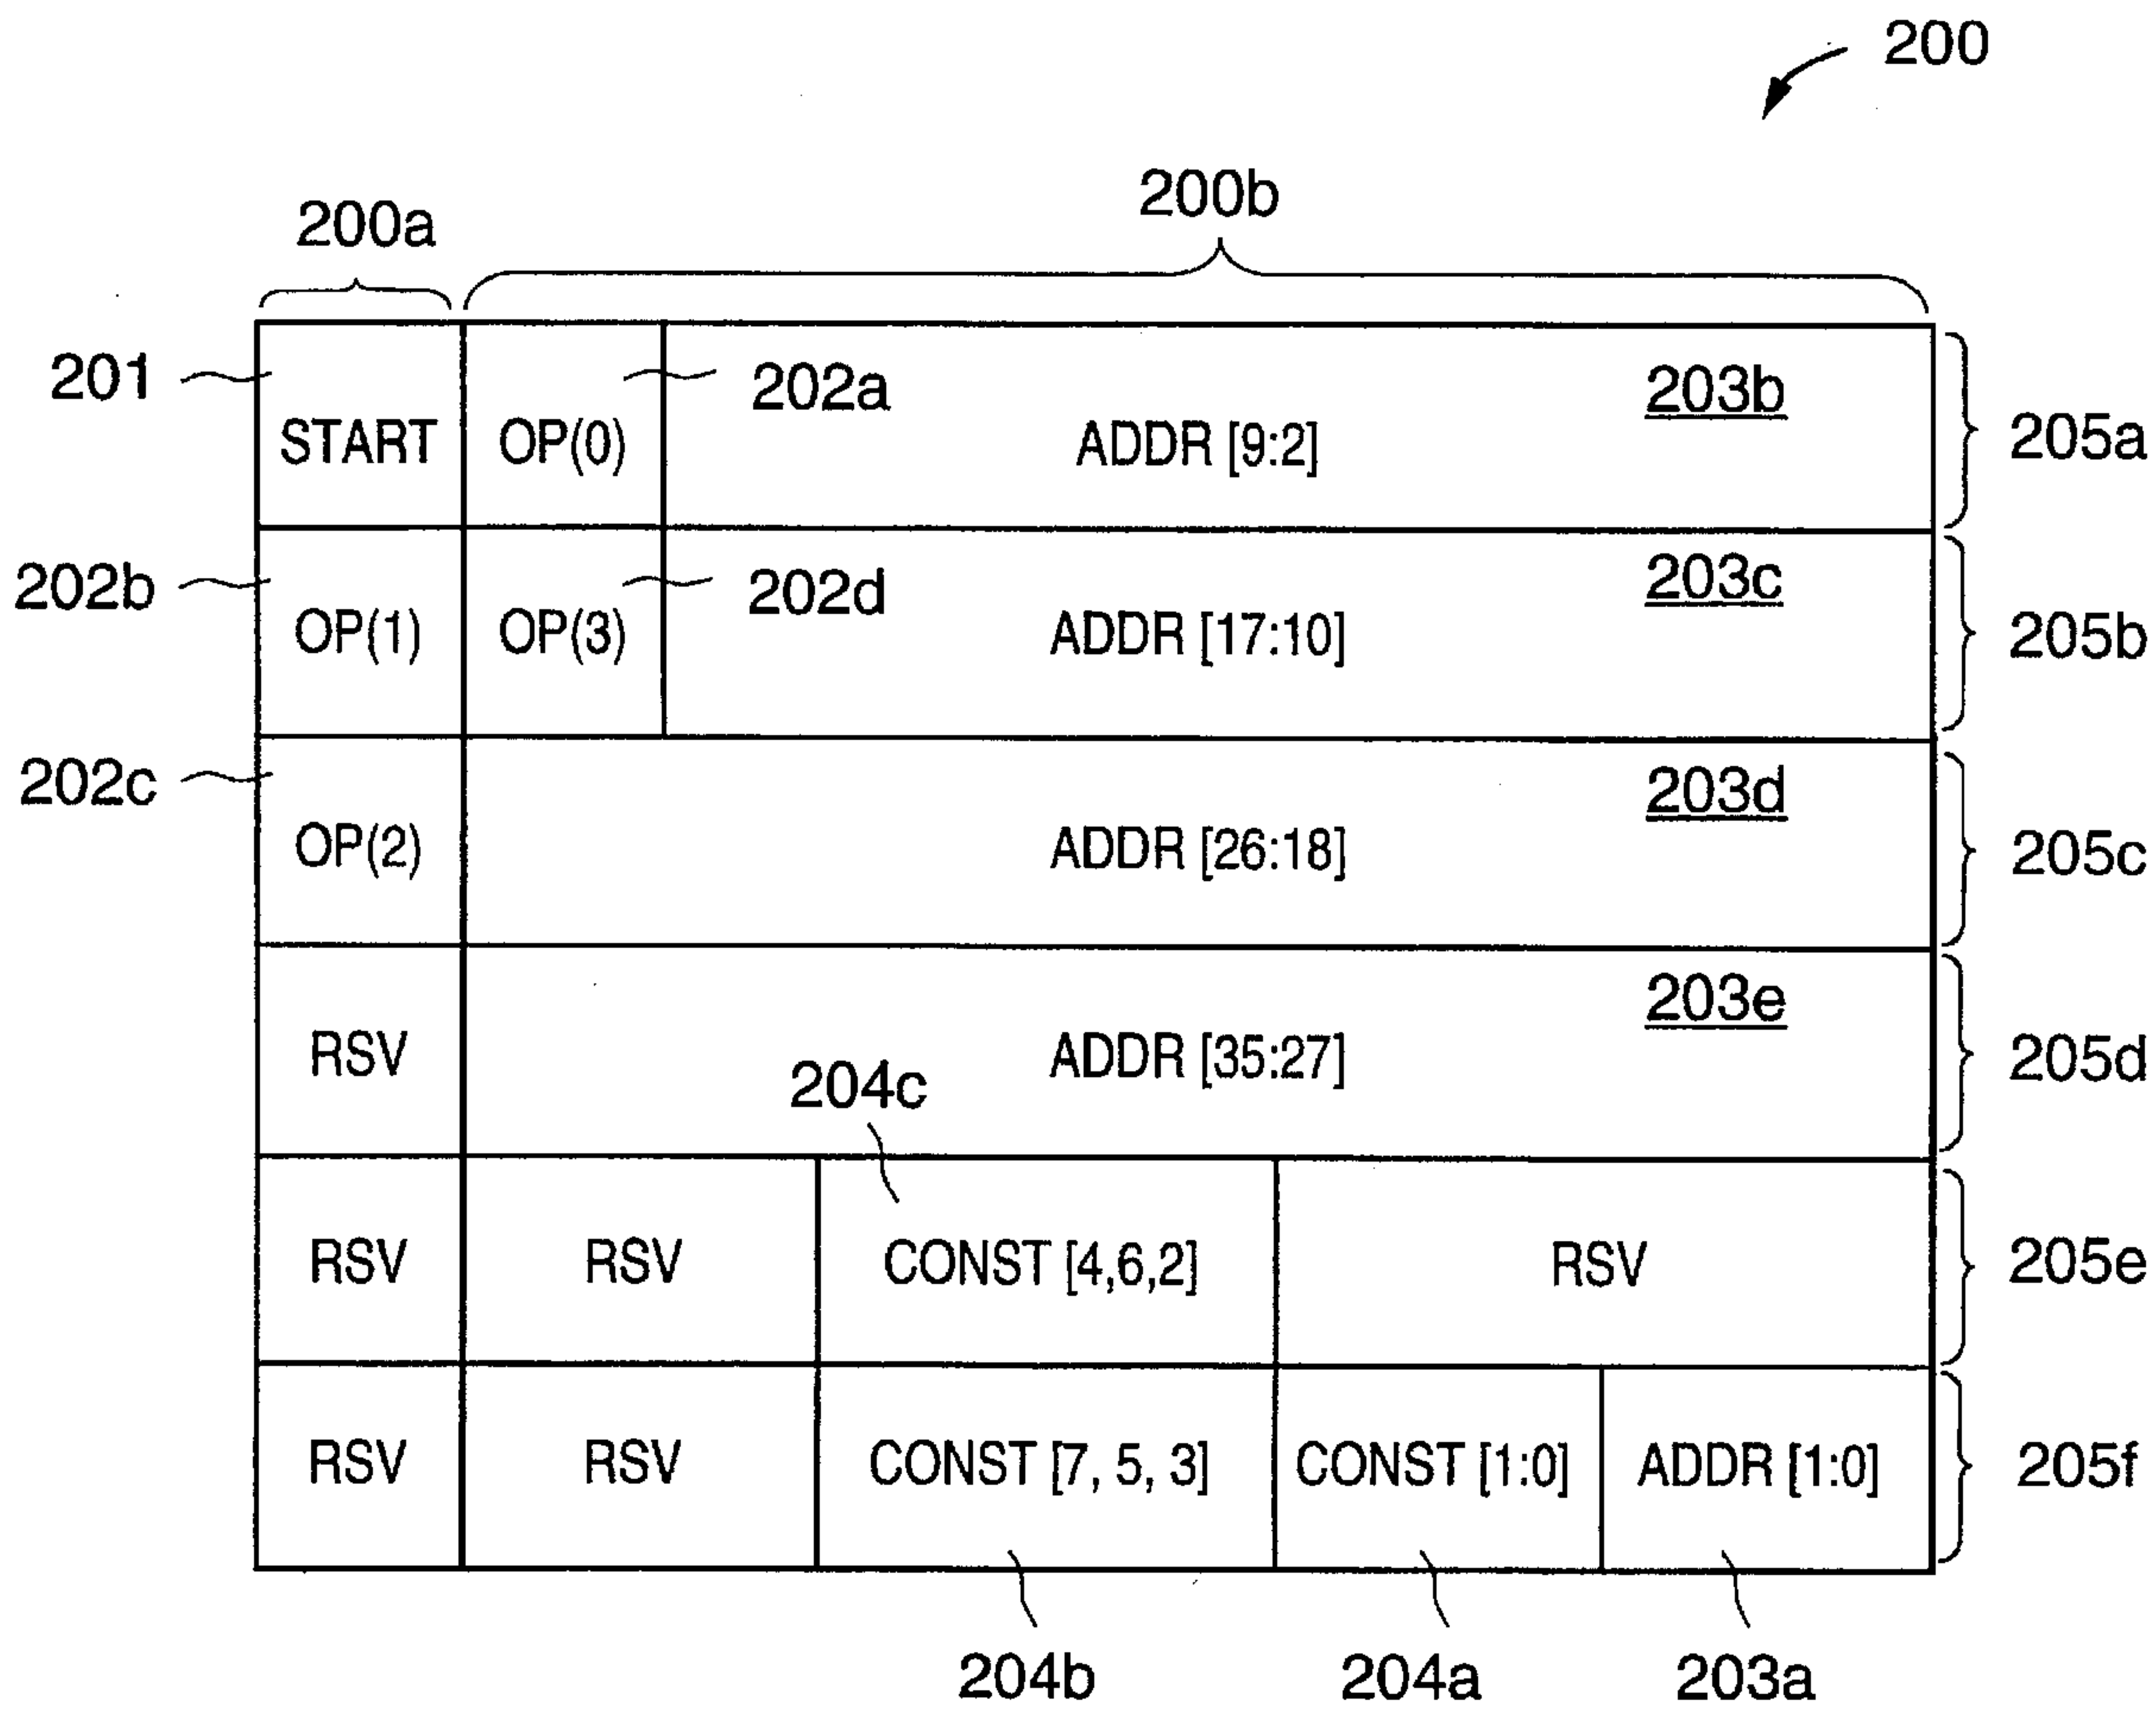 200
200a 200b
201 START OP(0) 202a ADDR [9:2] 203b 205a
202b OP(1) OP(3) 202d ADDR [17:10] 203c 205b
202c OP(2) ADDR [26:18] 203d 205c
RSV ADDR [35:27] 203e 205d
204c
RSV RSV CONST [4,6,2] RSV 205e
RSV RSV CONST [7, 5, 3] CONST [1:0] ADDR [1:0] 205f
204b 204a 203a